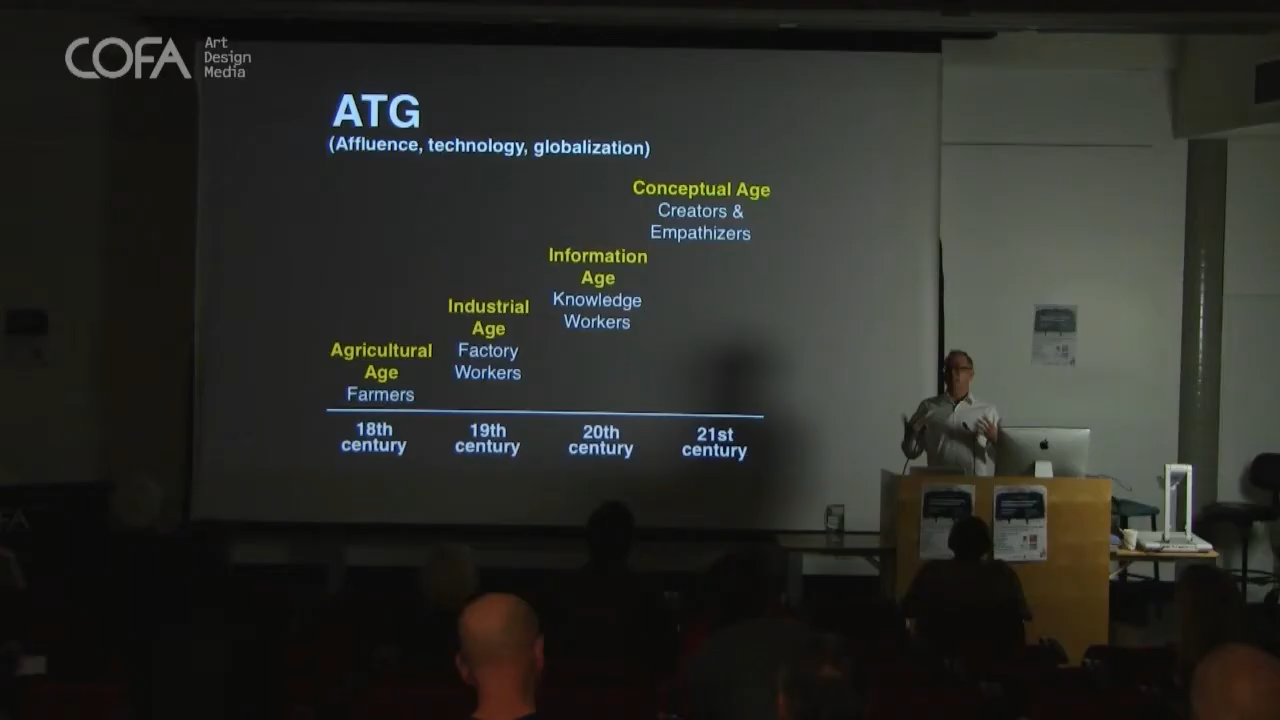 COFA
Art
Design
Media
ATG
(Affluence, technology, globalization)
Conceptual Age
Creators &
Empathizers
Information
Age
Knowledge
Workers
Industrial
Age
Factory
Workers
Agricultural
Age
Farmers
18th
century
19th
century
20th
century
21st
century